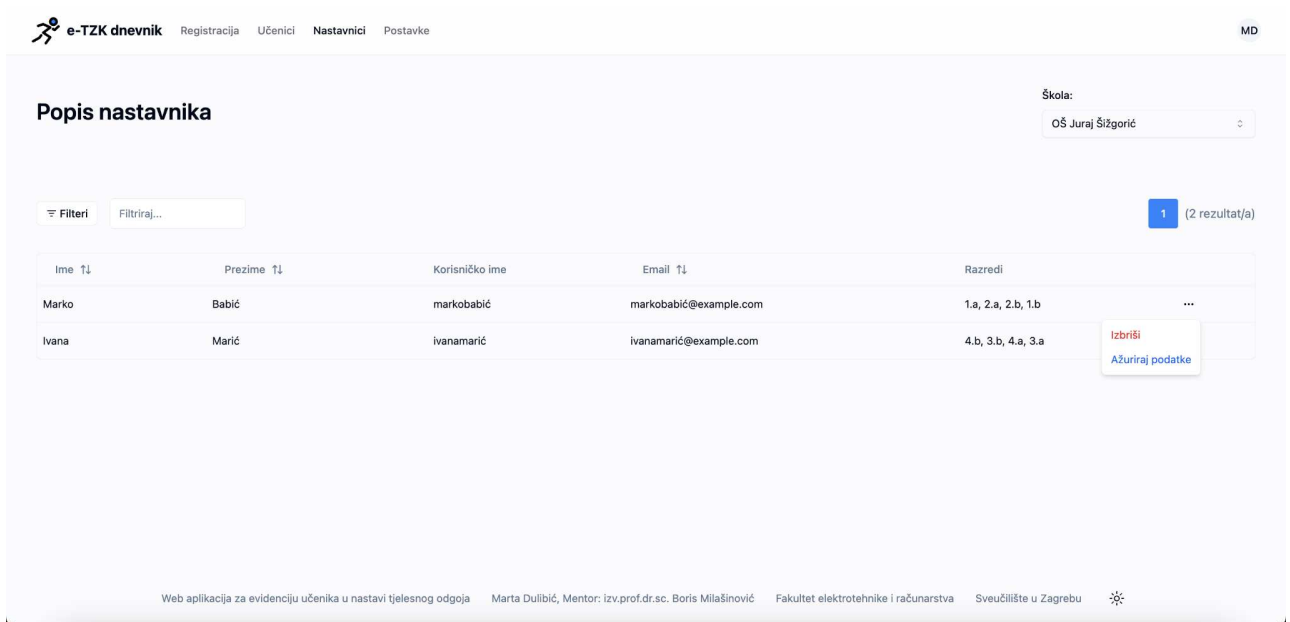 e-TZK dnevnik Registracija Učenici Nastavnici Postavke MD
Škola:
Popis nastavnika
OŠ Juraj Šižgorić
Filteri Filtriraj... 1 (2 rezultat/a)
Ime Prezime Korisničko ime Email Razredi
Marko Babić markobabić markobabić@example.com 1.a, 2.a, 2.b, 1.b ...
Ivana Marić ivanamarić ivanamarić@example.com 4.b, 3.b, 4.a, 3.a
Izbriši
Ažuriraj podatke
Web aplikacija za evidenciju učenika u nastavi tjelesnog odgoja Marta Dulibić, Mentor: izv.prof.dr.sc. Boris Milašinović Fakultet elektrotehnike i računarstva Sveučilište u Zagrebu